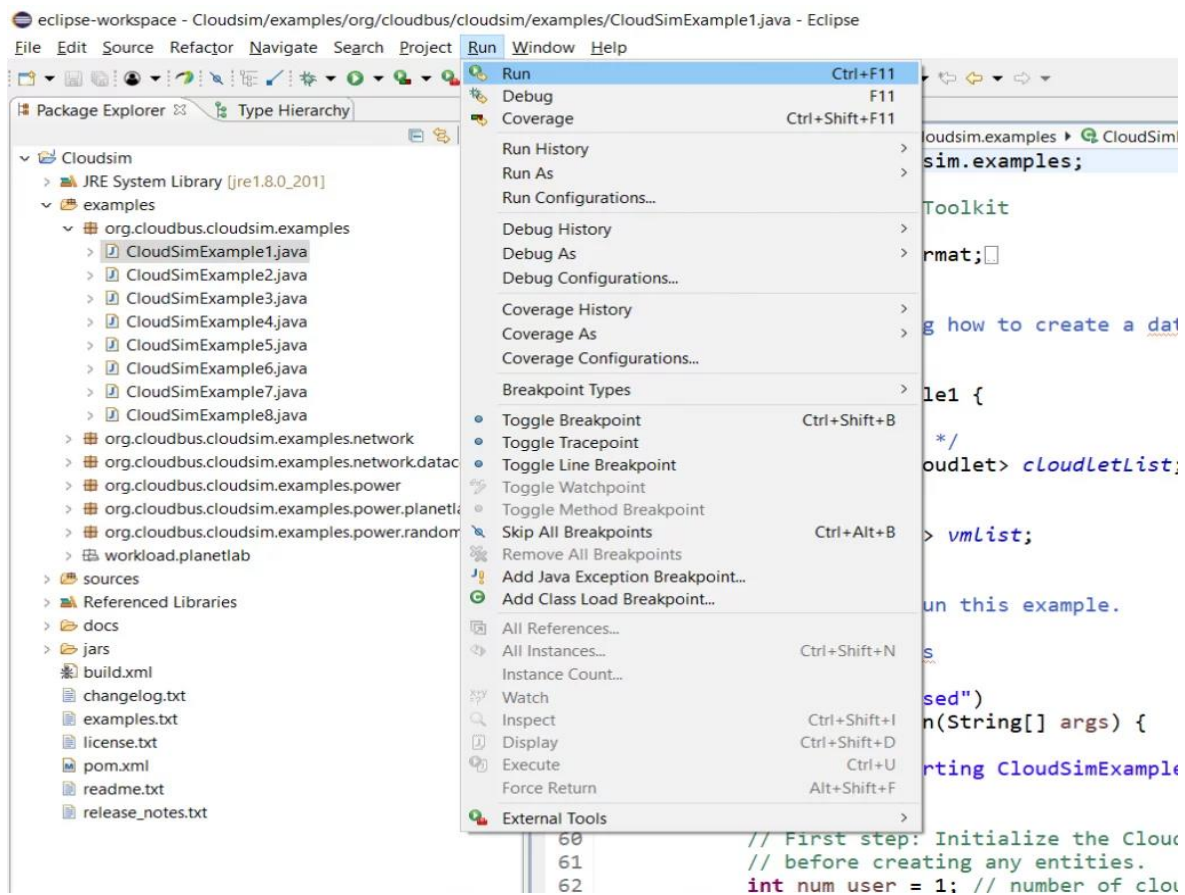 eclipse-workspace - Cloudsim/examples/org/cloudbus/cloudsim/examples/CloudSimExample1.java - Eclipse
File Edit Source Refactor Navigate Search Project Run Window Help
Package Explorer Type Hierarchy
Cloudsim
JRE System Library [jre1.8.0_201]
examples
org.cloudbus.cloudsim.examples
CloudSimExample1.java
CloudSimExample2.java
CloudSimExample3.java
CloudSimExample4.java
CloudSimExample5.java
CloudSimExample6.java
CloudSimExample7.java
CloudSimExample8.java
org.cloudbus.cloudsim.examples.network
org.cloudbus.cloudsim.examples.network.datac
org.cloudbus.cloudsim.examples.power
org.cloudbus.cloudsim.examples.power.planetla
org.cloudbus.cloudsim.examples.power.random
workload.planetlab
sources
Referenced Libraries
docs
jars
build.xml
changelog.txt
examples.txt
license.txt
pom.xml
readme.txt
release_notes.txt
Run Ctrl+F11
Debug F11
Coverage Ctrl+Shift+F11
Run History
Run As
Run Configurations...
Debug History
Debug As
Debug Configurations...
Coverage History
Coverage As
Coverage Configurations...
Breakpoint Types
Toggle Breakpoint Ctrl+Shift+B
Toggle Tracepoint
Toggle Line Breakpoint
Toggle Watchpoint
Toggle Method Breakpoint
Skip All Breakpoints Ctrl+Alt+B
Remove All Breakpoints
Add Java Exception Breakpoint...
Add Class Load Breakpoint...
All References...
All Instances... Ctrl+Shift+N
Instance Count...
Watch
Inspect Ctrl+Shift+I
Display Ctrl+Shift+D
Execute Ctrl+U
Force Return Alt+Shift+F
External Tools
loudsim.examples CloudSim
sim.examples;
Toolkit
rmat;
g how to create a dat
le1 {
*/
oudlet> cloudletList;
> vmlist;
un this example.
s
sed")
n(String[] args) {
rting CloudSimExample
60 // First step: Initialize the Cloud
61 // before creating any entities.
62 int num_user = 1; // number of clou